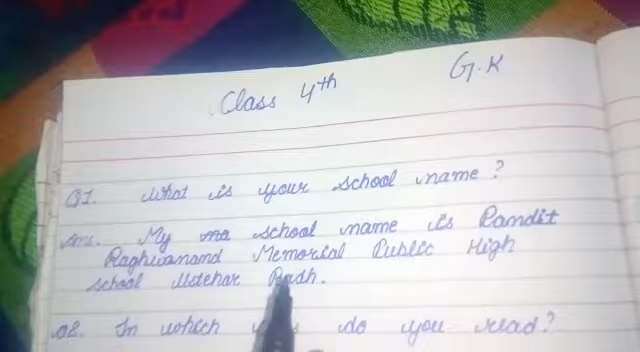 Class 4th
G.K
Q1. What is your school name ?
Ans. My ma school name is Pandit
Raghwanand Memorial Public High
school
Q2. In which do you read?